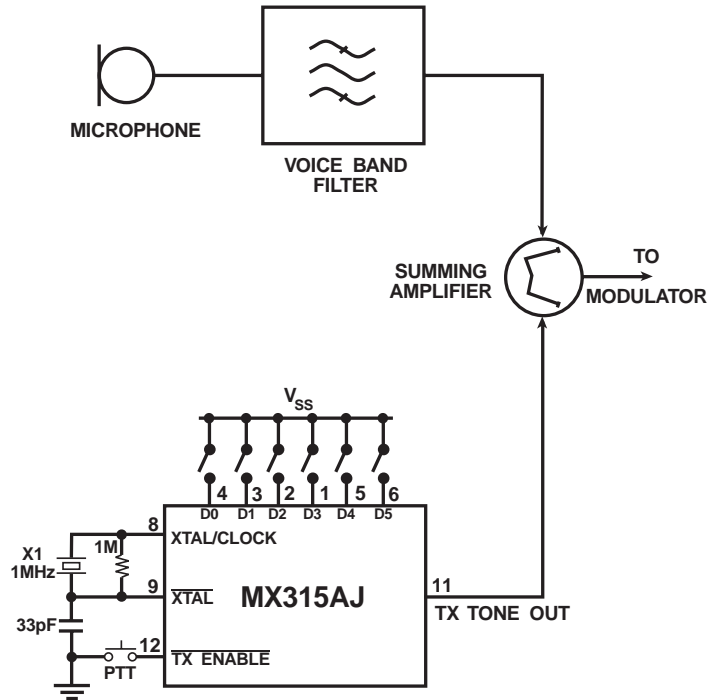 MICROPHONE
VOICE BAND
FILTER
SUMMING
AMPLIFIER
TO
MODULATOR
VSS
4 3 2 1 5 6
D0 D1 D2 D3 D4 D5
8
XTAL/CLOCK
X1
1MHz
1M
9
XTAL
MX315AJ
11
TX TONE OUT
33pF
12
TX ENABLE
PTT